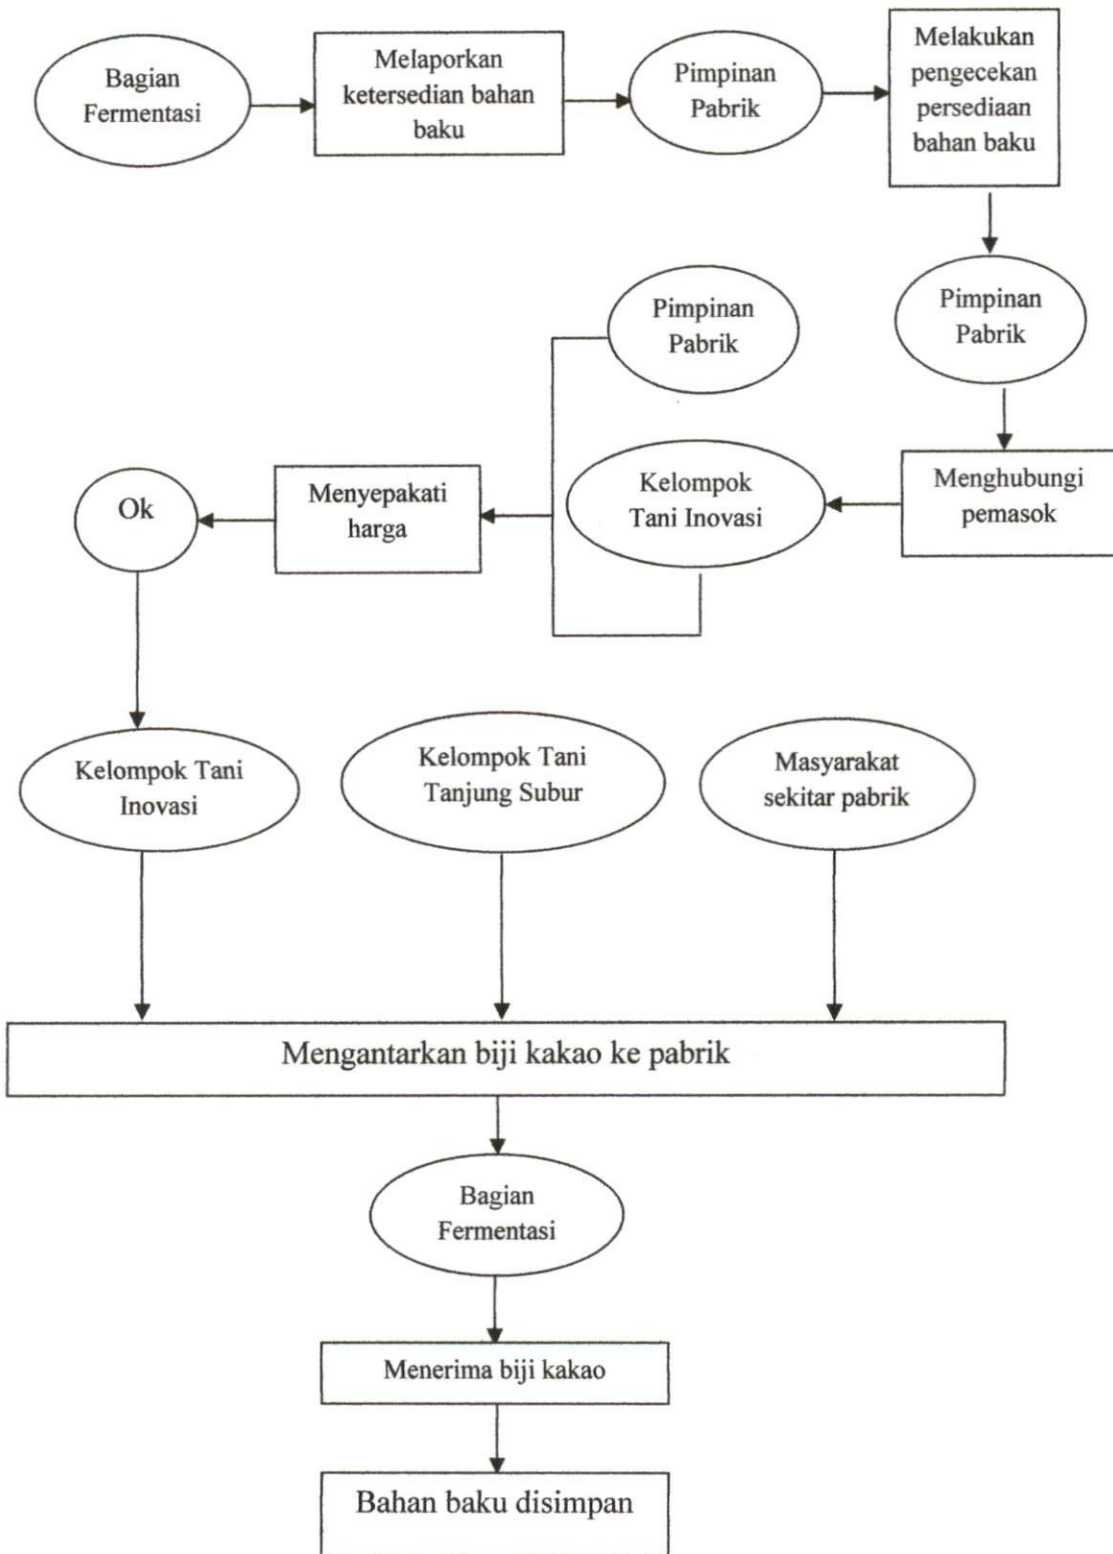 Bagian
Fermentasi
Melaporkan
ketersedian bahan
baku
Pimpinan
Pabrik
Melakukan
pengecekan
persediaan
bahan baku
Pimpinan
Pabrik
Menghubungi
pemasok
Kelompok
Tani Inovasi
Pimpinan
Pabrik
Menyepakati
harga
Ok
Kelompok Tani
Inovasi
Kelompok Tani
Tanjung Subur
Masyarakat
sekitar pabrik
Mengantarkan biji kakao ke pabrik
Bagian
Fermentasi
Menerima biji kakao
Bahan baku disimpan